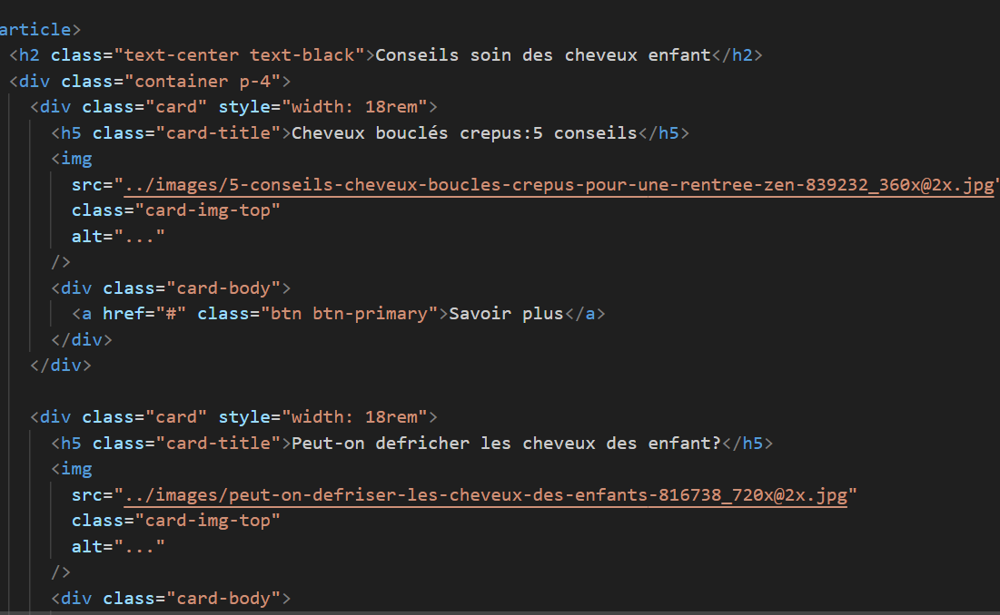 article>
<h2 class="text-center text-black">Conseils soin des cheveux enfant</h2>
<div class="container p-4">
<div class="card" style="width: 18rem">
<h5 class="card-title">Cheveux bouclés crepus:5 conseils</h5>
<img
src="../images/5-conseils-cheveux-boucles-crepus-pour-une-rentree-zen-839232_360x@2x.jpg"
class="card-img-top"
alt="..."
/>
<div class="card-body">
<a href="#" class="btn btn-primary">Savoir plus</a>
</div>
</div>
<div class="card" style="width: 18rem">
<h5 class="card-title">Peut-on defricher les cheveux des enfant?</h5>
<img
src="../images/peut-on-defriser-les-cheveux-des-enfants-816738_720x@2x.jpg"
class="card-img-top"
alt="..."
/>
<div class="card-body">